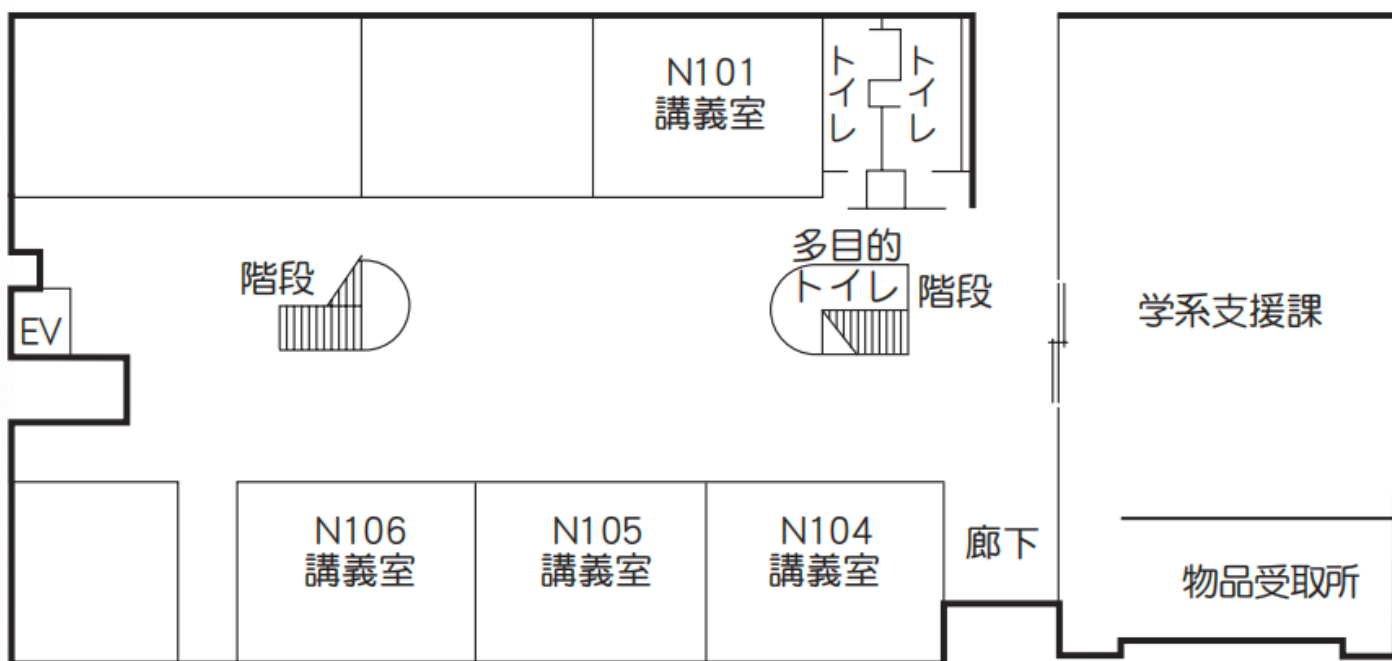 N101
講義室
トイレ
トイレ
階段
多目的
トイレ
階段
EV
学系支援課
N106
講義室
N105
講義室
N104
講義室
廊下
物品受取所